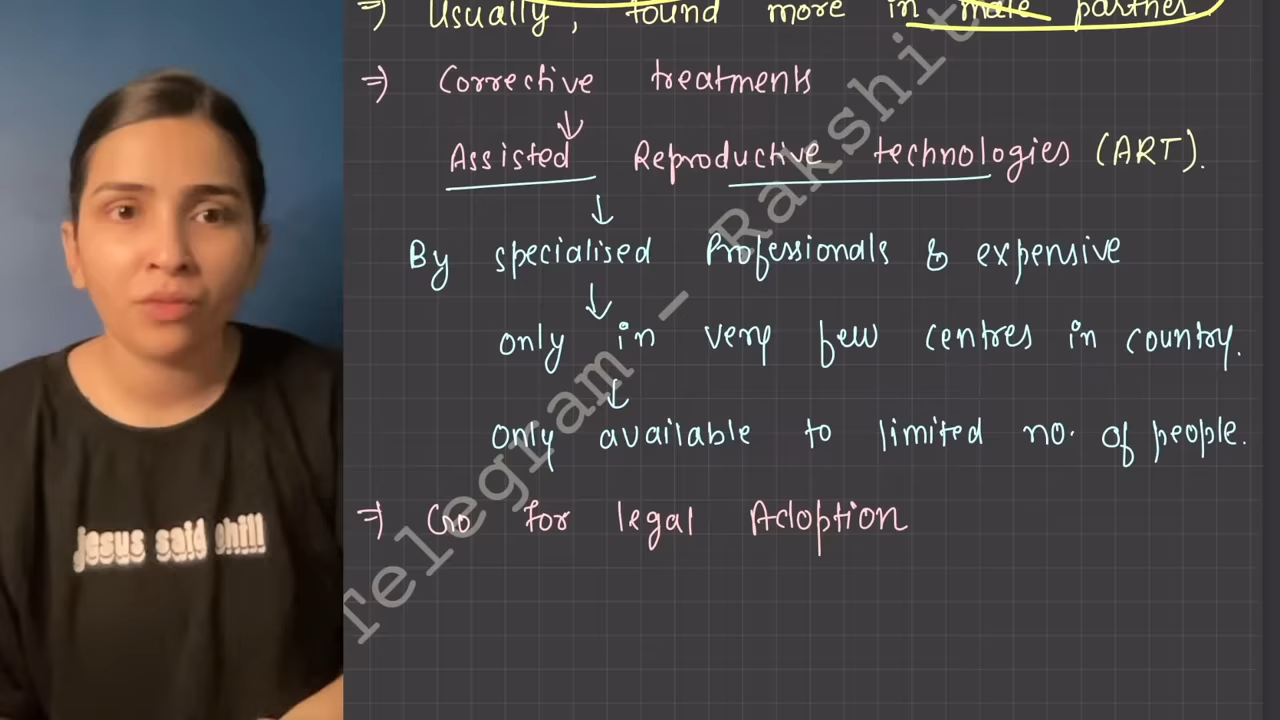 ⇒ Usually, found more in male partner
⇒ Corrective treatments
↓
Assisted Reproductive technologies (ART).
↓
By specialised Professionals & expensive
↓
only in very few centres in country.
↓
only available to limited no. of people.
⇒ Go for legal Adoption
Telegram - Rakshit
jesus said chill